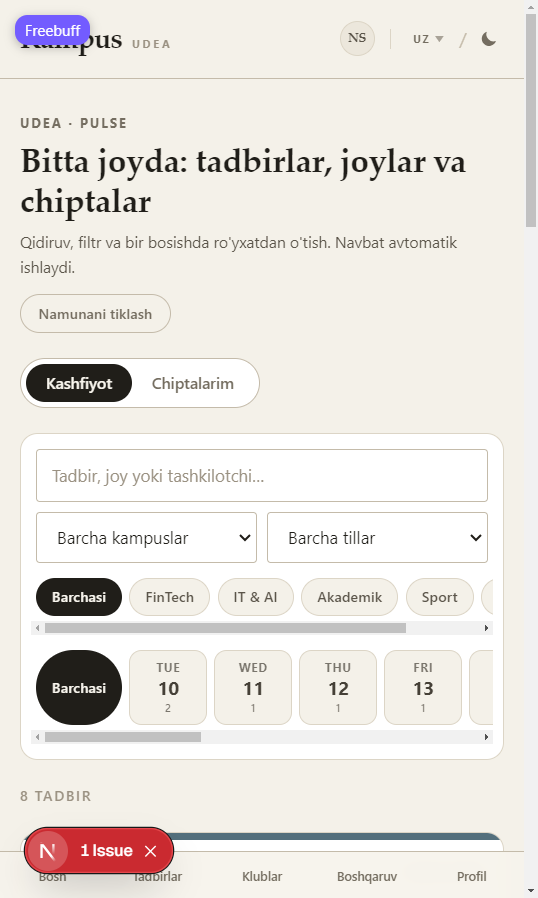 Freebuff
Kampus UDEA
NS
UZ
/
UDEA · PULSE
Bitta joyda: tadbirlar, joylar va
chiptalar
Qidiruv, filtr va bir bosishda ro'yxatdan o'tish. Navbat avtomatik
ishlaydi.
Namunani tiklash
Kashfiyot Chiptalarim
Tadbir, joy yoki tashkilotchi...
Barcha kampuslar Barcha tillar
Barchasi FinTech IT & AI Akademik Sport
Barchasi
TUE WED THU FRI
10 11 12 13
2 1 1 1
8 TADBIR
N 1 Issue
Bosh Tadbirlar Klublar Boshqaruv Profil